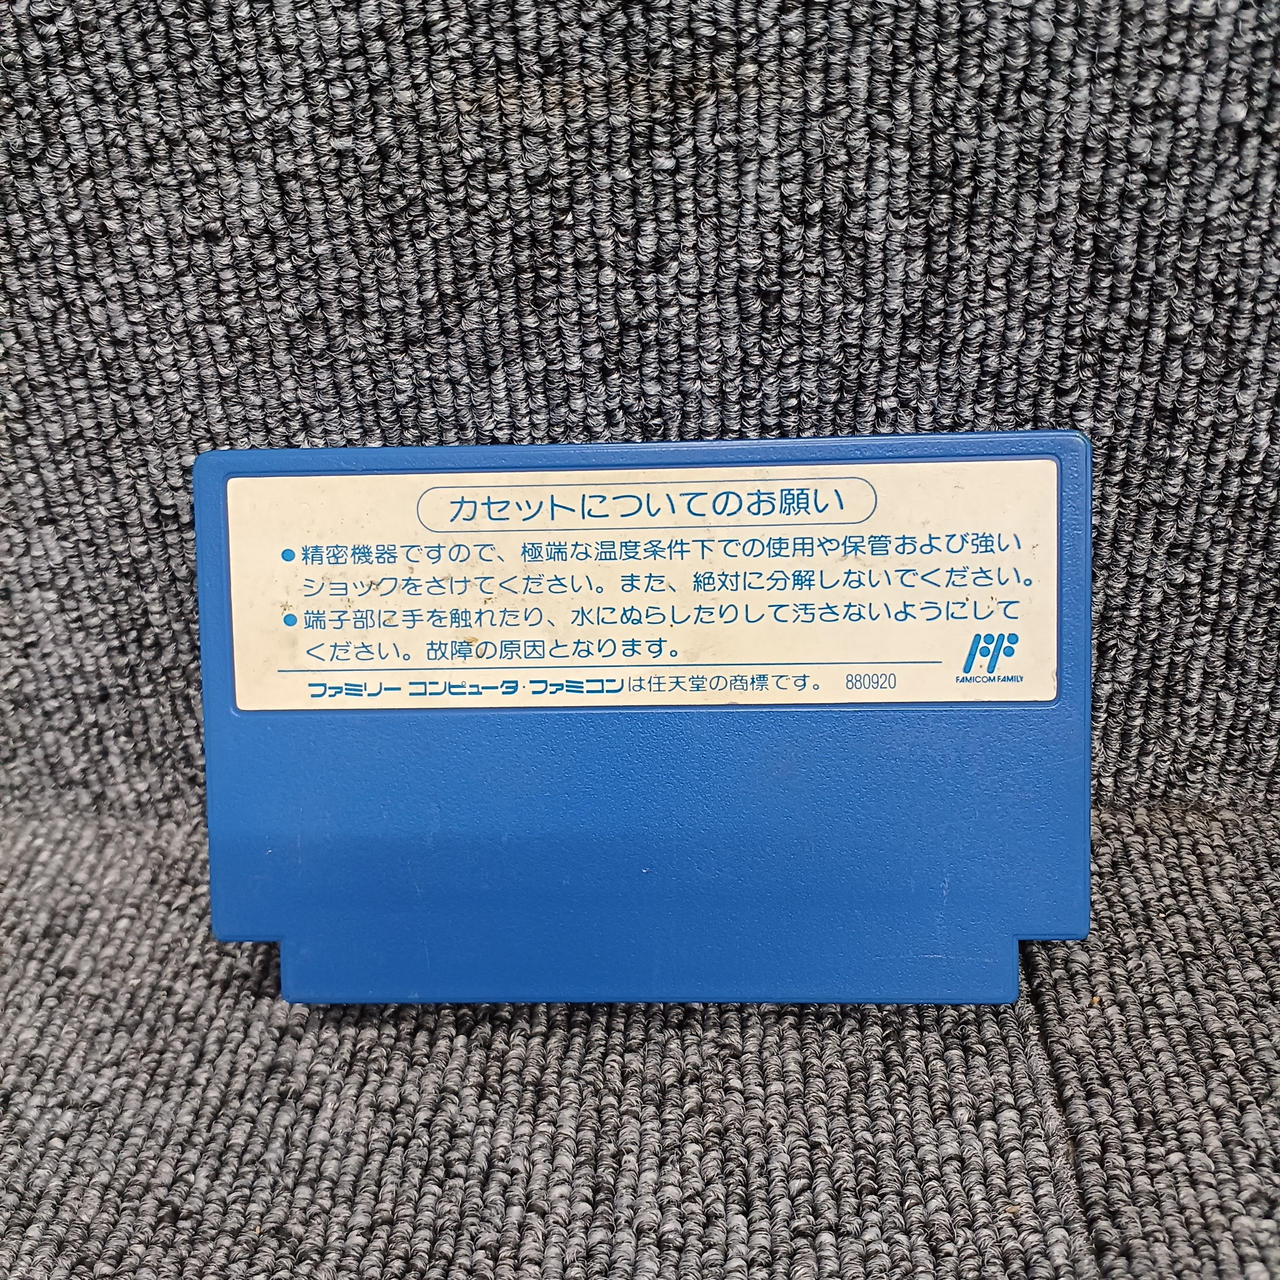 カセットについてのお願い
●精密機器ですので、極端な温度条件下での使用や保管および強い
ショックをさけてください。また、絶対に分解しないでください。
●端子部に手を触れたり、水にぬらしたりして汚さないようにして
ください。故障の原因となります。
ファミリー コンピュータ・ファミコンは任天堂の商標です。 880920
FAMICOM FAMILY